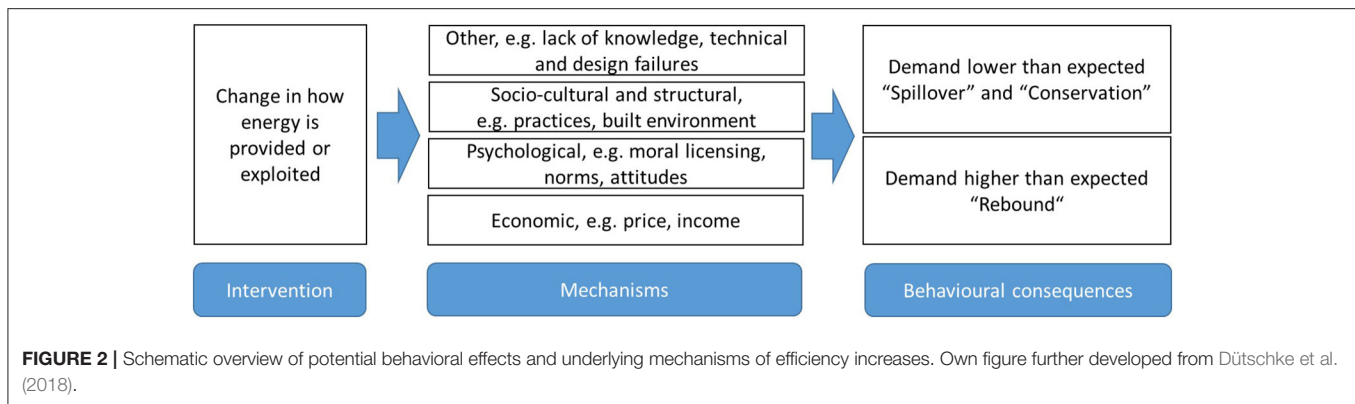 Change in how
energy is
provided or
exploited
Intervention
Other, e.g. lack of knowledge, technical
and design failures
Socio-cultural and structural,
e.g. practices, built environment
Psychological, e.g. moral licensing,
norms, attitudes
Economic, e.g. price, income
Mechanisms
Demand lower than expected
“Spillover” and “Conservation”
Demand higher than expected
“Rebound“
Behavioural consequences
FIGURE 2 | Schematic overview of potential behavioral effects and underlying mechanisms of efficiency increases. Own figure further developed from Dütschke et al.
(2018).